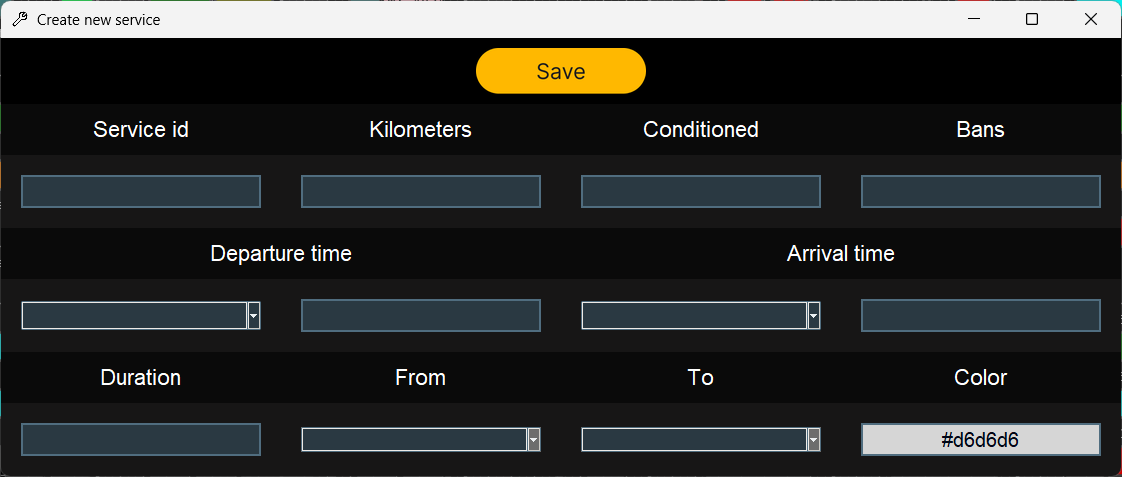 Create new service
Save
Service id Kilometers Conditioned Bans
Departure time Arrival time
Duration From To Color
#d6d6d6